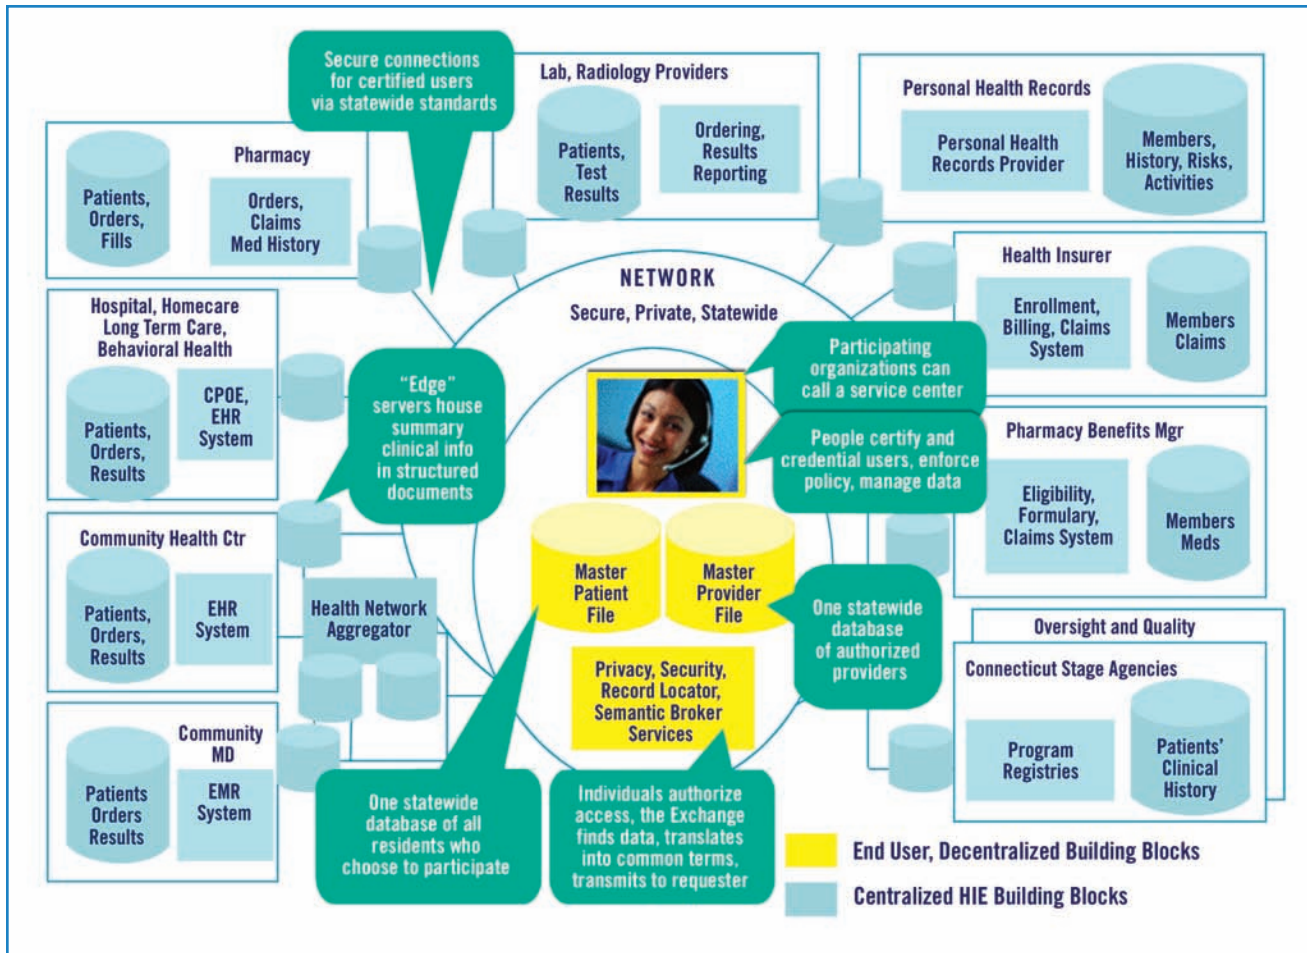 Secure connections
for certified users
via statewide standards
Lab, Radiology Providers
Patients,
Test
Results
Ordering,
Results
Reporting
Personal Health Records
Personal Health
Records Provider
Members,
History, Risks,
Activities
Pharmacy
Patients,
Orders,
Fills
Orders,
Claims
Med History
NETWORK
Secure, Private, Statewide
Health Insurer
Enrollment,
Billing, Claims
System
Members
Claims
Hospital, Homecare
Long Term Care,
Behavioral Health
Patients,
Orders,
Results
CPOE,
EHR
System
"Edge"
servers house
summary
clinical info
in structured
documents
Participating
organizations can
call a service center
People certify and
credential users, enforce
policy, manage data
Pharmacy Benefits Mgr
Eligibility,
Formulary,
Claims System
Members
Meds
Community Health Ctr
Patients,
Orders,
Results
EHR
System
Health Network
Aggregator
Master
Patient
File
Master
Provider
File
One statewide
database
of authorized
providers
Privacy, Security,
Record Locator,
Semantic Broker
Services
Oversight and Quality
Connecticut Stage Agencies
Program
Registries
Patients'
Clinical
History
Community
MD
Patients
Orders
Results
EMR
System
One statewide
database of all
residents who
choose to participate
Individuals authorize
access, the Exchange
finds data, translates
into common terms,
transmits to requester
End User, Decentralized Building Blocks
Centralized HIE Building Blocks